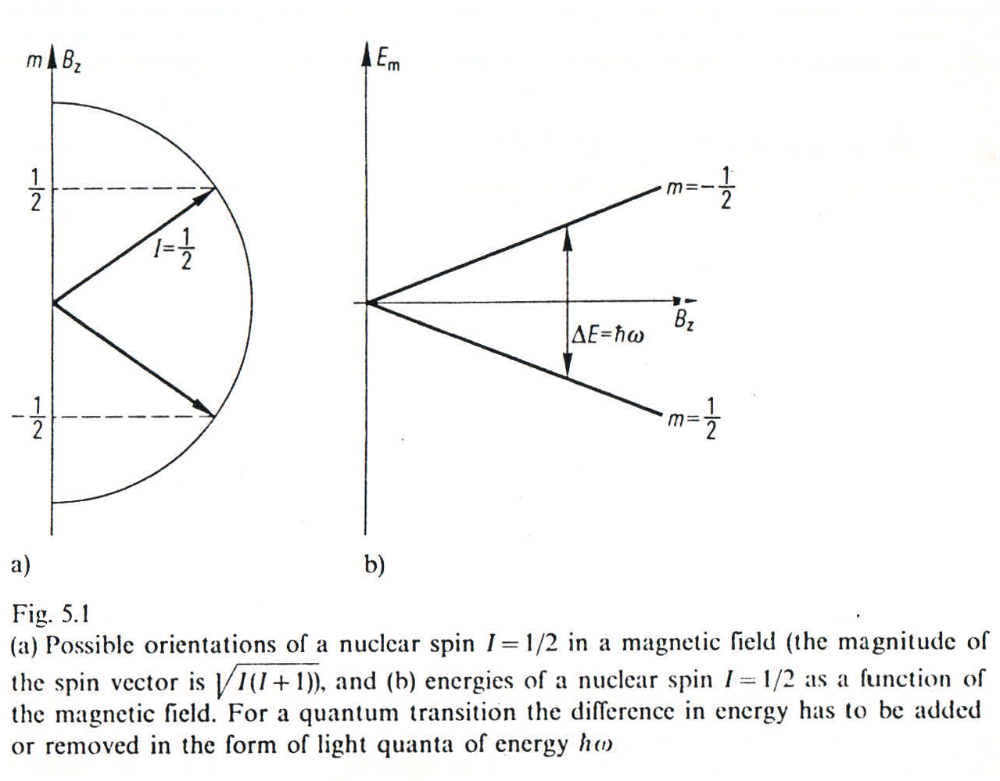 m B_z
E_m
1/2
I=1/2
-1/2
m=-1/2
B_z
ΔE=ħω
m=1/2
a)
b)
Fig. 5.1
(a) Possible orientations of a nuclear spin I = 1/2 in a magnetic field (the magnitude of
the spin vector is √I(I + 1)), and (b) energies of a nuclear spin I = 1/2 as a function of
the magnetic field. For a quantum transition the difference in energy has to be added
or removed in the form of light quanta of energy ħω